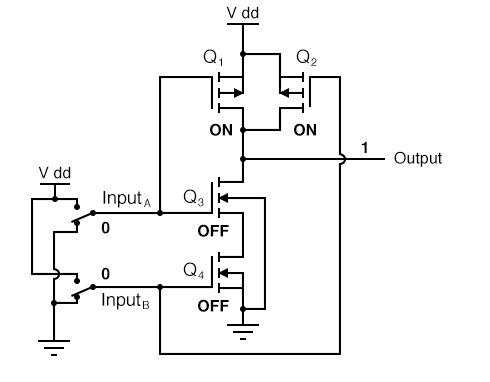 V dd
Q1 Q2
ON ON
1 Output
V dd
InputA Q3
0 OFF
0 Q4
InputB OFF